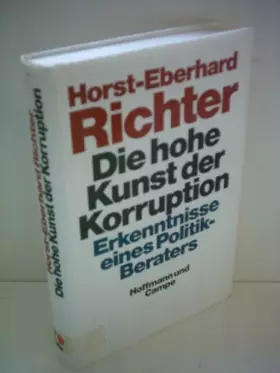 Horst-Eberhard
Richter
Die hohe
Kunst der
Korruption
Erkenntnisse
eines Politik-
Beraters
Hoffmann und
Campe
Horst-Eberhard Richter
Die hohe Kunst der Korruption